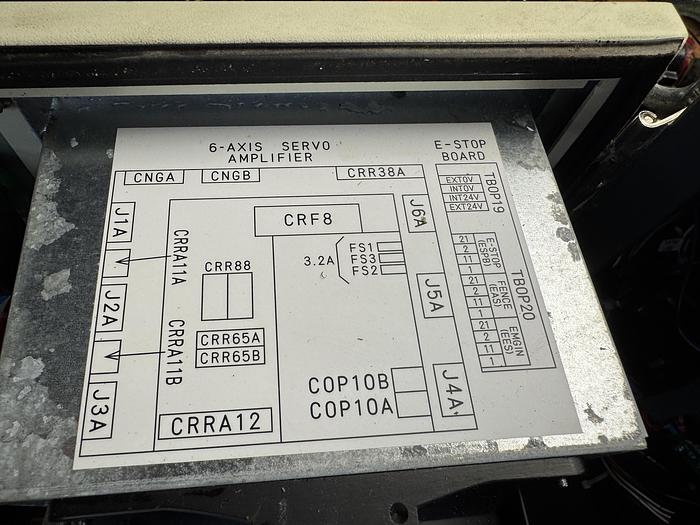 6-AXIS SERVO
AMPLIFIER
E-STOP
BOARD
CNGA
CNGB
CRR38A
TBOP19
EXT0V
INT0V
INT24V
EXT24V
J1A
J6A
CRF8
CRRA11A
FS1
FS3
FS2
3.2A
CRR88
J2A
J5A
TBOP20
21
2
11
1
E-STOP
(ESPB)
21
2
11
1
FENCE
(EAS)
21
2
11
1
EMGIN
(EES)
CRR65A
CRR65B
CRRA11B
J3A
COP10B
COP10A
J4A
CRRA12